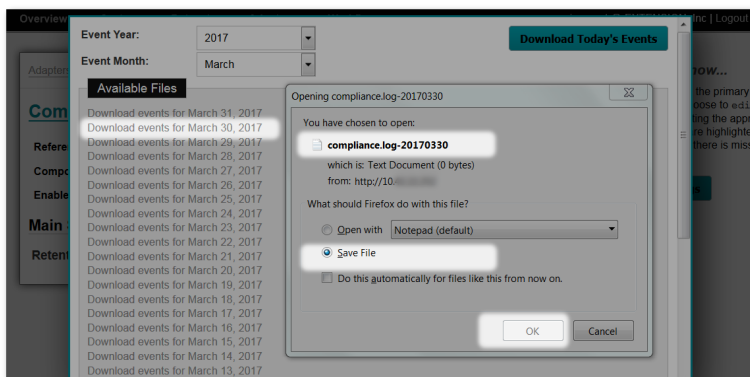 Overview
Inc | Logout
Event Year:
2017
Download Today's Events
Event Month:
March
Adapters
Available Files
Com
Download events for March 31, 2017
Download events for March 30, 2017
Download events for March 29, 2017
Download events for March 28, 2017
Download events for March 27, 2017
Download events for March 26, 2017
Download events for March 25, 2017
Download events for March 24, 2017
Download events for March 23, 2017
Download events for March 22, 2017
Download events for March 21, 2017
Download events for March 20, 2017
Download events for March 19, 2017
Download events for March 18, 2017
Download events for March 17, 2017
Download events for March 16, 2017
Download events for March 15, 2017
Download events for March 14, 2017
Download events for March 13, 2017
Refere
Compo
Enable
Main
Retent
Opening compliance.log-20170330
You have chosen to open:
compliance.log-20170330
which is: Text Document (0 bytes)
from: http://10.
What should Firefox do with this file?
Open with Notepad (default)
Save File
Do this automatically for files like this from now on.
OK
Cancel
ow...
the primary
oose to edi
ting the appr
re highlighte
there is miss